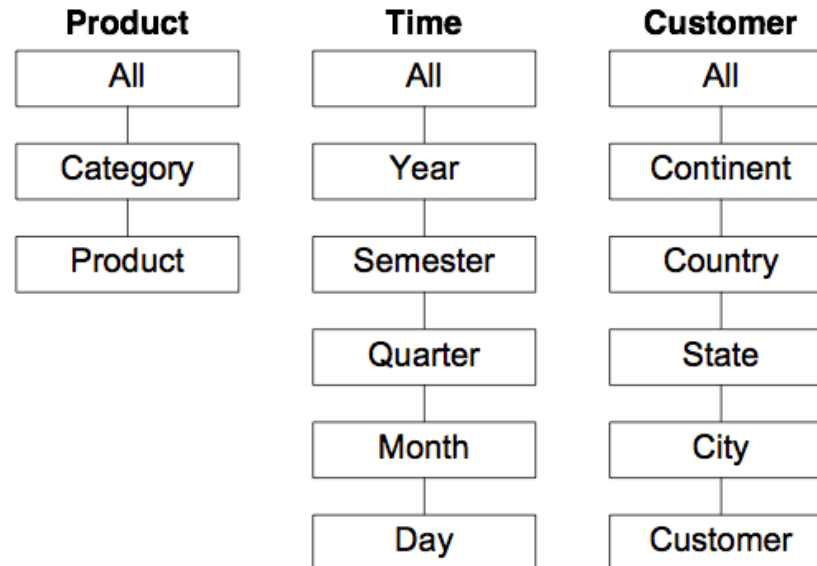 Product
All
Category
Product
Time
All
Year
Semester
Quarter
Month
Day
Customer
All
Continent
Country
State
City
Customer